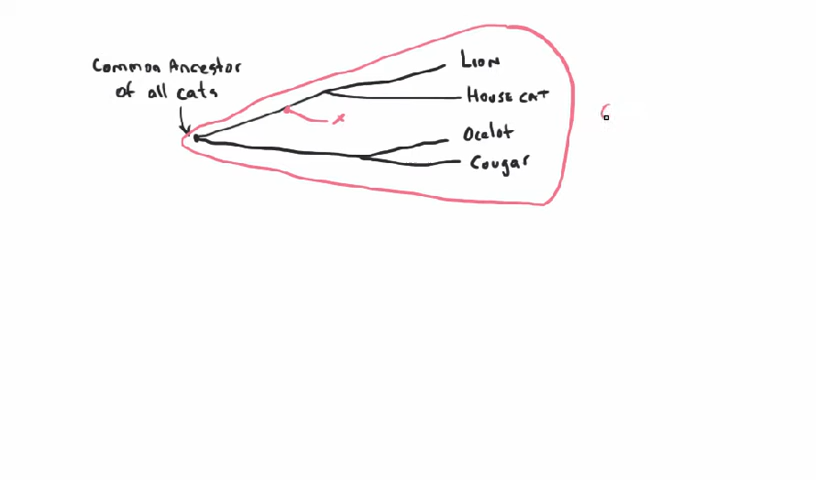 Common Ancestor
of all cats
Lion
House cat
x
Ocelot
Cougar